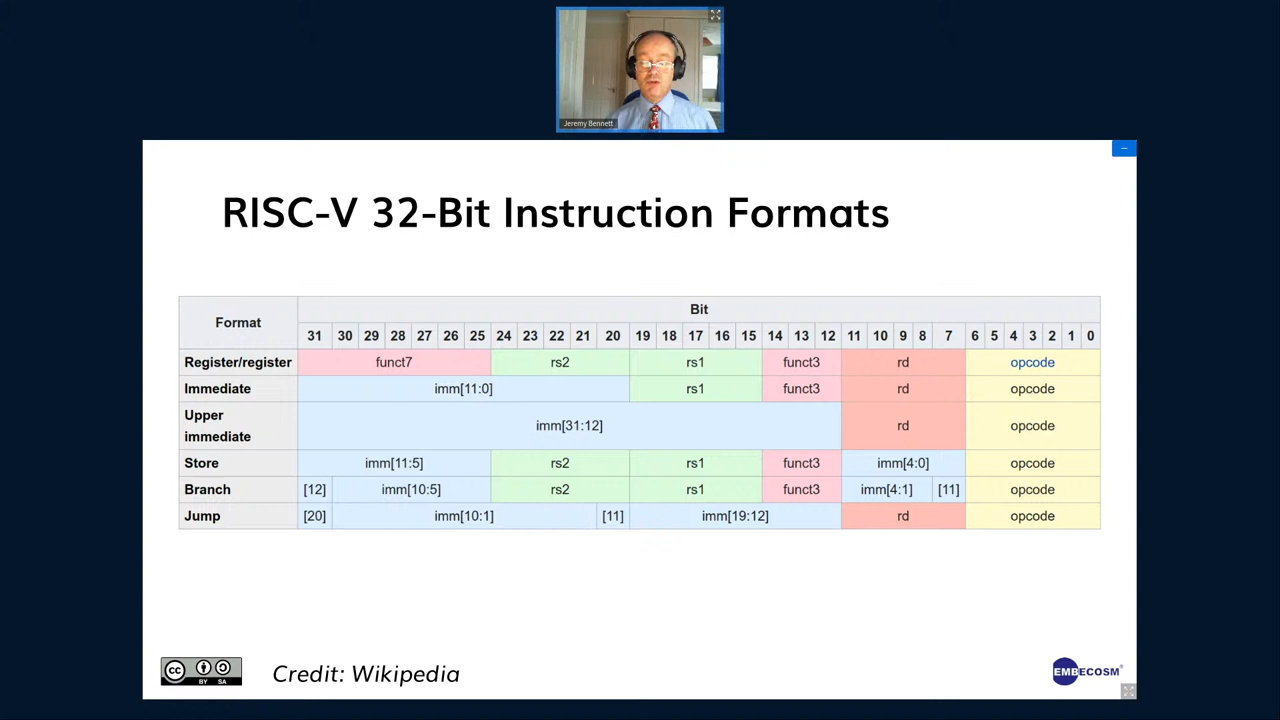 Jeremy Bennett
RISC-V 32-Bit Instruction Formats
Format Bit
31 30 29 28 27 26 25 24 23 22 21 20 19 18 17 16 15 14 13 12 11 10 9 8 7 6 5 4 3 2 1 0
Register/register funct7 rs2 rs1 funct3 rd opcode
Immediate imm[11:0] rs1 funct3 rd opcode
Upper
immediate imm[31:12] rd opcode
Store imm[11:5] rs2 rs1 funct3 imm[4:0] opcode
Branch [12] imm[10:5] rs2 rs1 funct3 imm[4:1] [11] opcode
Jump [20] imm[10:1] [11] imm[19:12] rd opcode
cc BY SA
Credit: Wikipedia
EMBECOSM®